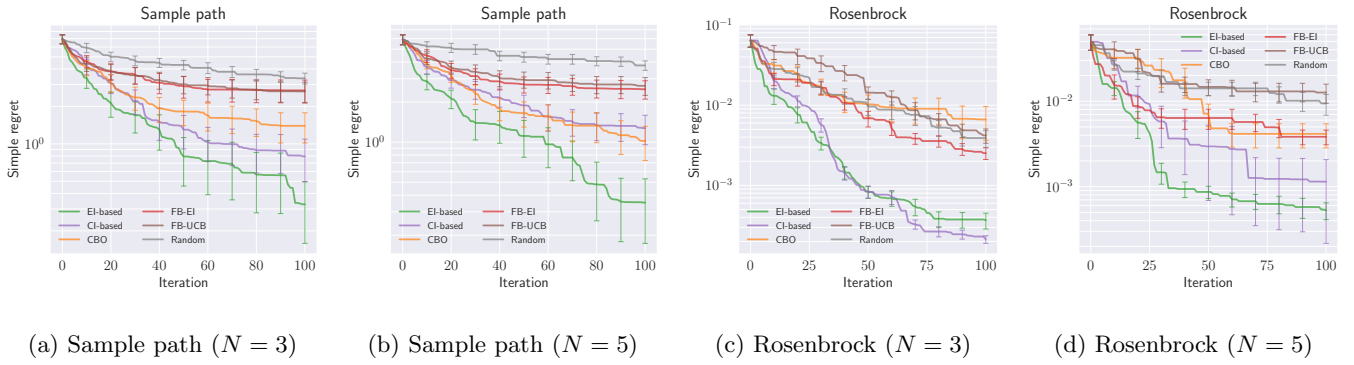 Sample path
Simple regret
10⁰
EI-based
CI-based
CBO
FB-EI
FB-UCB
Random
0 20 40 60 80 100
Iteration
(a) Sample path (N = 3)
Sample path
Simple regret
10⁰
EI-based
CI-based
CBO
FB-EI
FB-UCB
Random
0 20 40 60 80 100
Iteration
(b) Sample path (N = 5)
Rosenbrock
Simple regret
10⁻¹
10⁻²
10⁻³
EI-based
CI-based
CBO
FB-EI
FB-UCB
Random
0 25 50 75 100
Iteration
(c) Rosenbrock (N = 3)
Rosenbrock
Simple regret
10⁻²
10⁻³
EI-based
CI-based
CBO
FB-EI
FB-UCB
Random
0 25 50 75 100
Iteration
(d) Rosenbrock (N = 5)